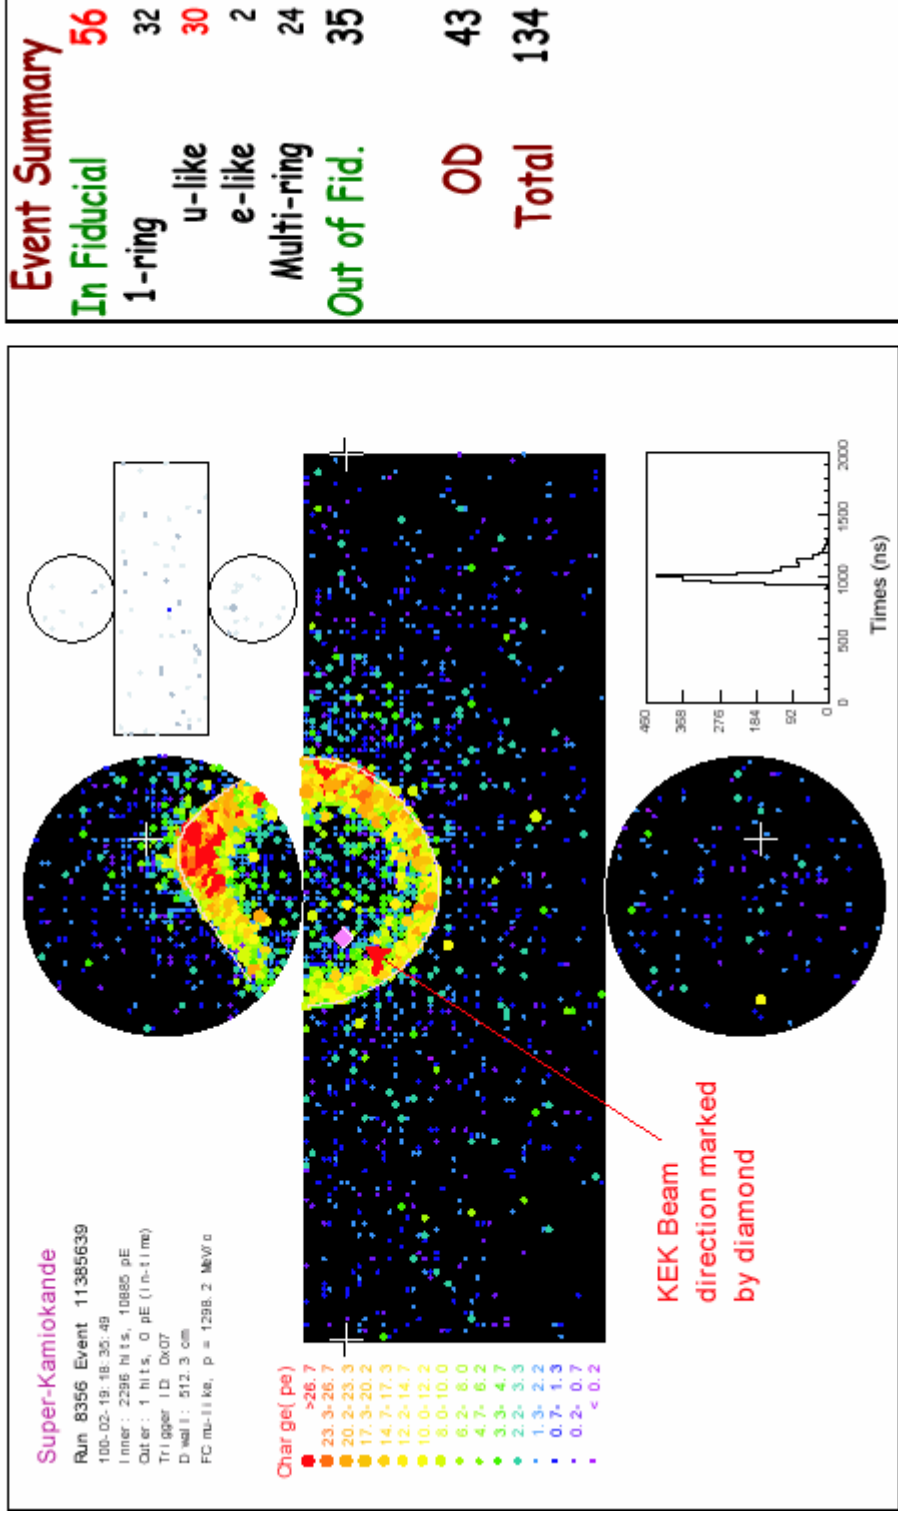 Super-Kamiokande
Run 8356 Event 11385639
100-02-19:18:35:49
Inner: 2296 hits, 10885 pE
Outer: 1 hits, 0 pE (in-time)
Trigger ID: 0x07
D wall: 512.3 cm
FC mu-like, p = 1298.2 MeV/c
Charge(pe)
>26.7
23.3-26.7
20.2-23.3
17.3-20.2
14.7-17.3
12.2-14.7
10.0-12.2
8.0-10.0
6.2- 8.0
4.7- 6.2
3.3- 4.7
2.2- 3.3
1.3- 2.2
0.7- 1.3
0.2- 0.7
< 0.2
KEK Beam
direction marked
by diamond
460
368
276
184
92
0
0 500 1000 1500 2000
Times (ns)
Event Summary
In Fiducial 56
1-ring 32
u-like 30
e-like 2
Multi-ring 24
Out of Fid. 35
OD 43
Total 134